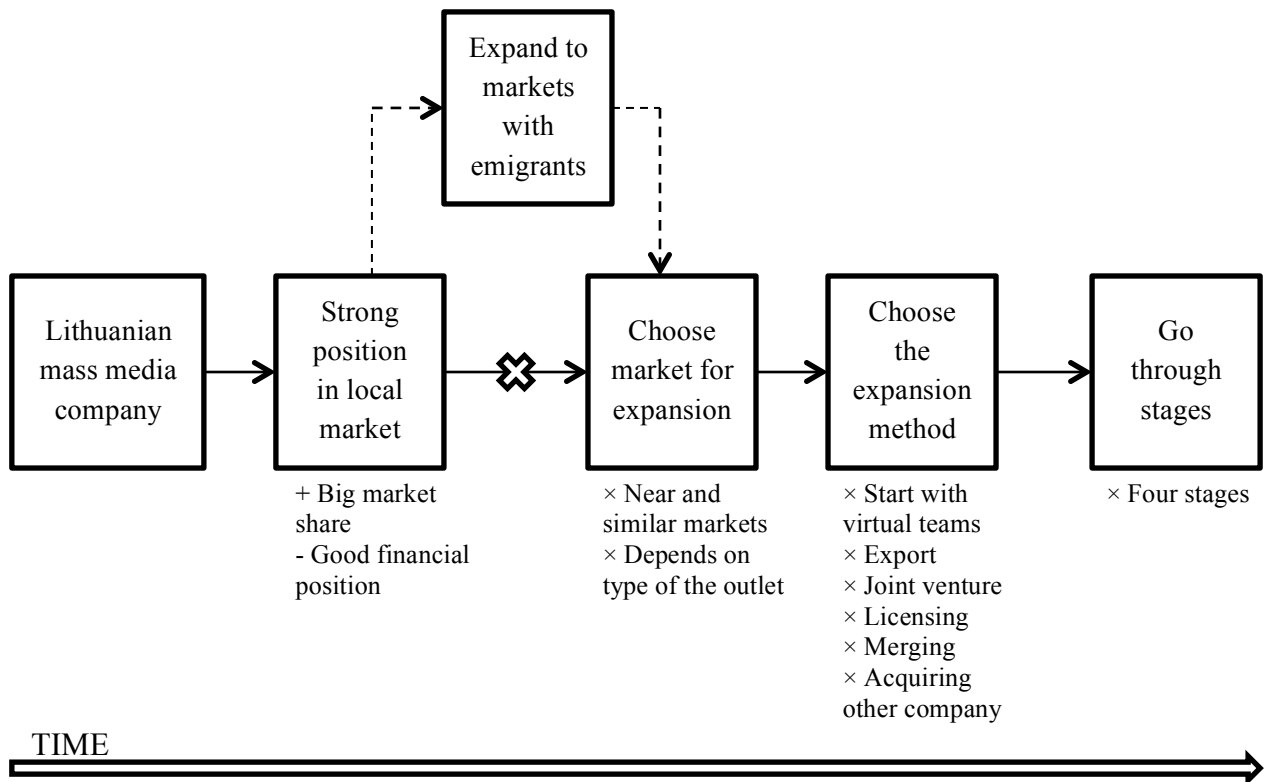 Expand to
markets
with
emigrants
Lithuanian
mass media
company
Strong
position
in local
market
Choose
market for
expansion
Choose
the
expansion
method
Go
through
stages
+ Big market
share
- Good financial
position
× Near and
similar markets
× Depends on
type of the outlet
× Start with
virtual teams
× Export
× Joint venture
× Licensing
× Merging
× Acquiring
other company
× Four stages
TIME